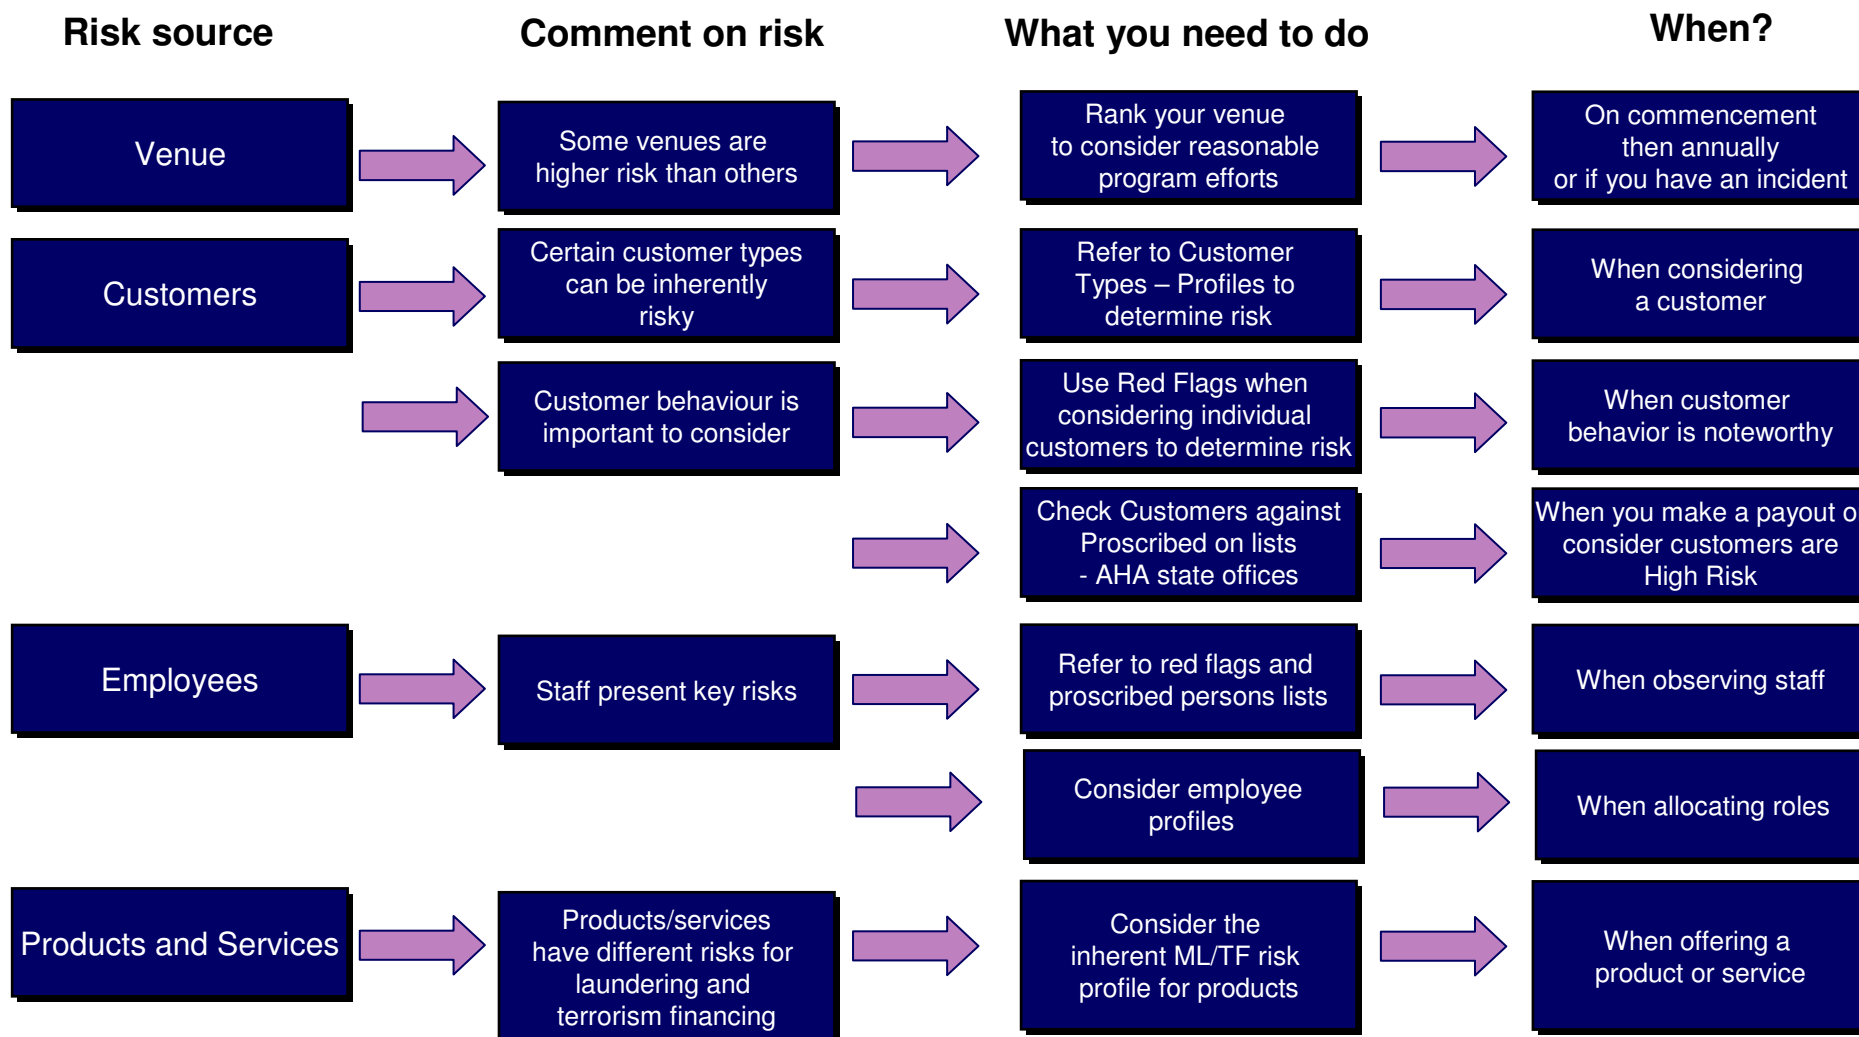 Risk source
Comment on risk
What you need to do
When?
Venue
Some venues are
higher risk than others
Rank your venue
to consider reasonable
program efforts
On commencement
then annually
or if you have an incident
Customers
Certain customer types
can be inherently
risky
Refer to Customer
Types – Profiles to
determine risk
When considering
a customer
Customer behaviour is
important to consider
Use Red Flags when
considering individual
customers to determine risk
When customer
behavior is noteworthy
Check Customers against
Proscribed on lists
- AHA state offices
When you make a payout o
consider customers are
High Risk
Employees
Staff present key risks
Refer to red flags and
proscribed persons lists
When observing staff
Consider employee
profiles
When allocating roles
Products and Services
Products/services
have different risks for
laundering and
terrorism financing
Consider the
inherent ML/TF risk
profile for products
When offering a
product or service